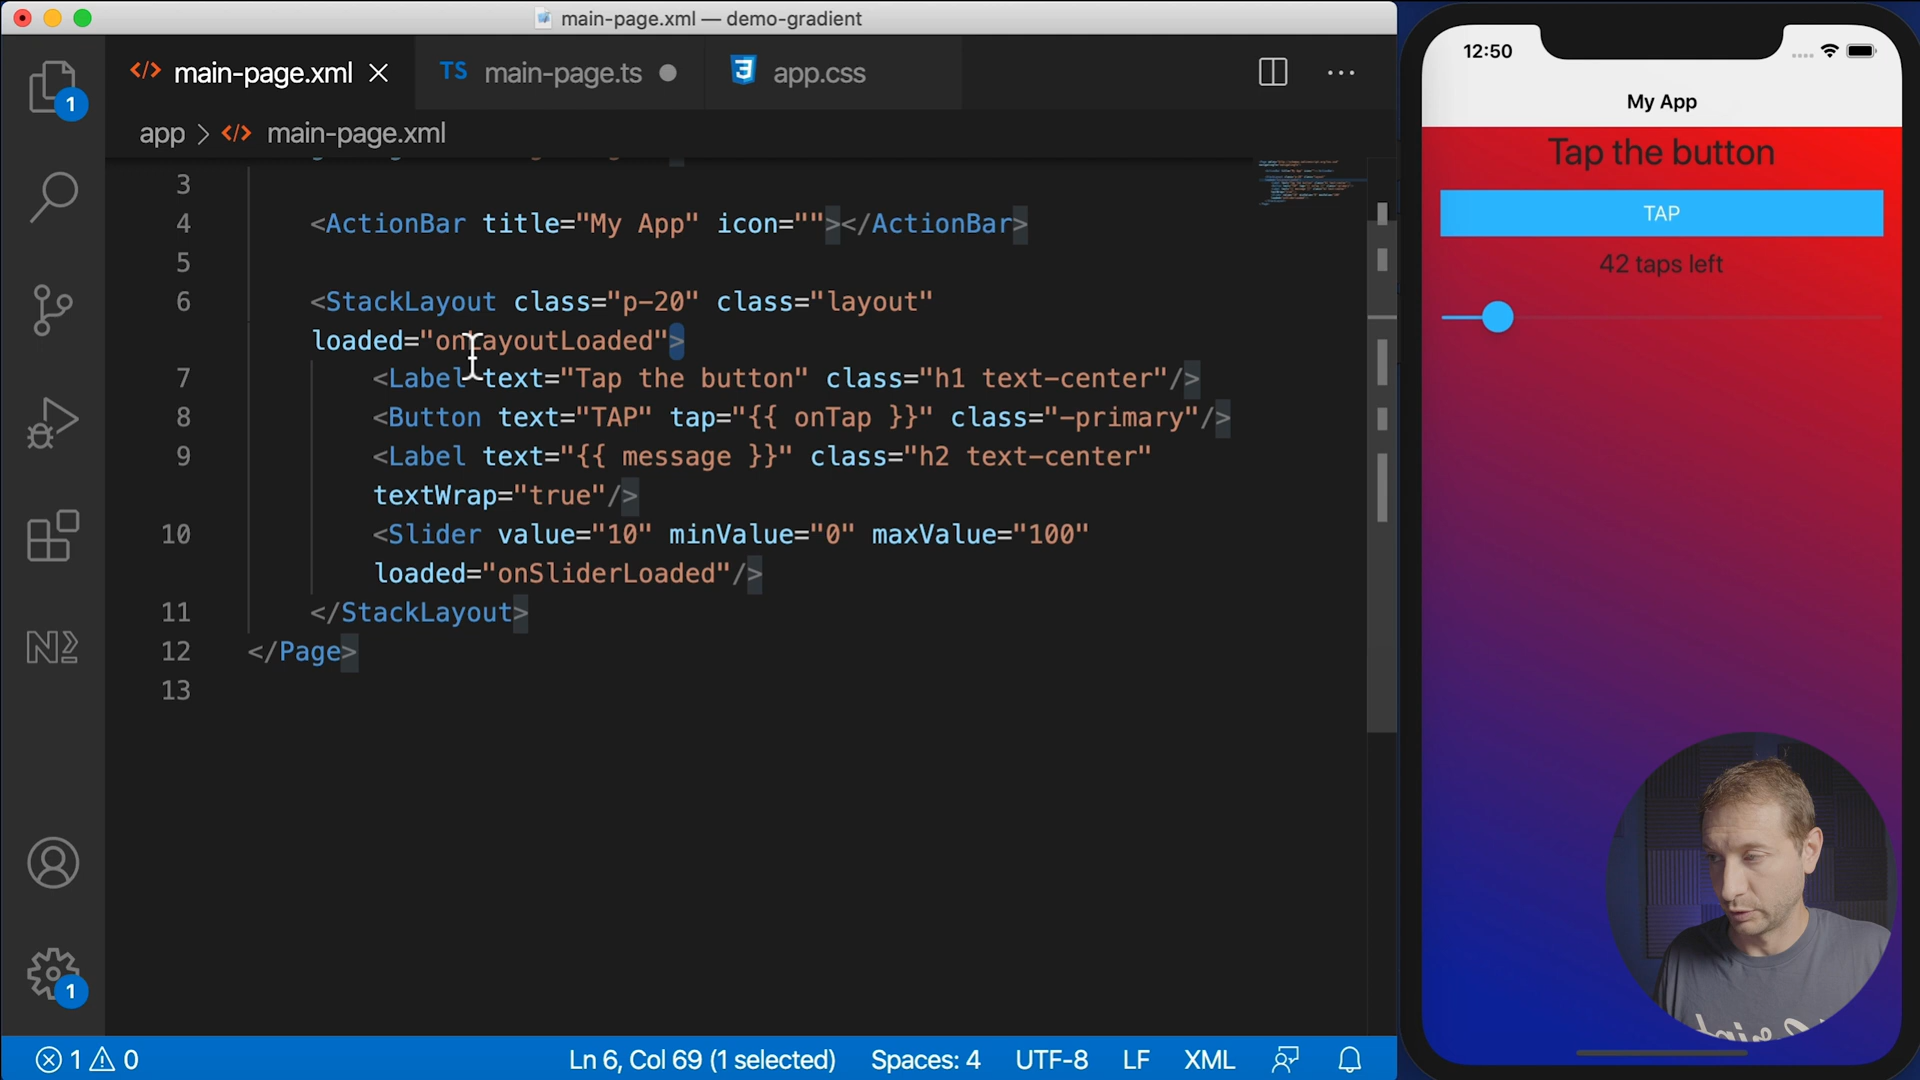 main-page.xml — demo-gradient
main-page.xml
TS main-page.ts
app.css
app > main-page.xml
3
4 <ActionBar title="My App" icon=""></ActionBar>
5
6 <StackLayout class="p-20" class="layout"
loaded="onLayoutLoaded">
7 <Label text="Tap the button" class="h1 text-center"/>
8 <Button text="TAP" tap="{{ onTap }}" class="-primary"/>
9 <Label text="{{ message }}" class="h2 text-center"
textWrap="true"/>
10 <Slider value="10" minValue="0" maxValue="100"
loaded="onSliderLoaded"/>
11 </StackLayout>
12 </Page>
13
1
1
1 0
Ln 6, Col 69 (1 selected)
Spaces: 4
UTF-8
LF
XML
12:50
My App
Tap the button
TAP
42 taps left